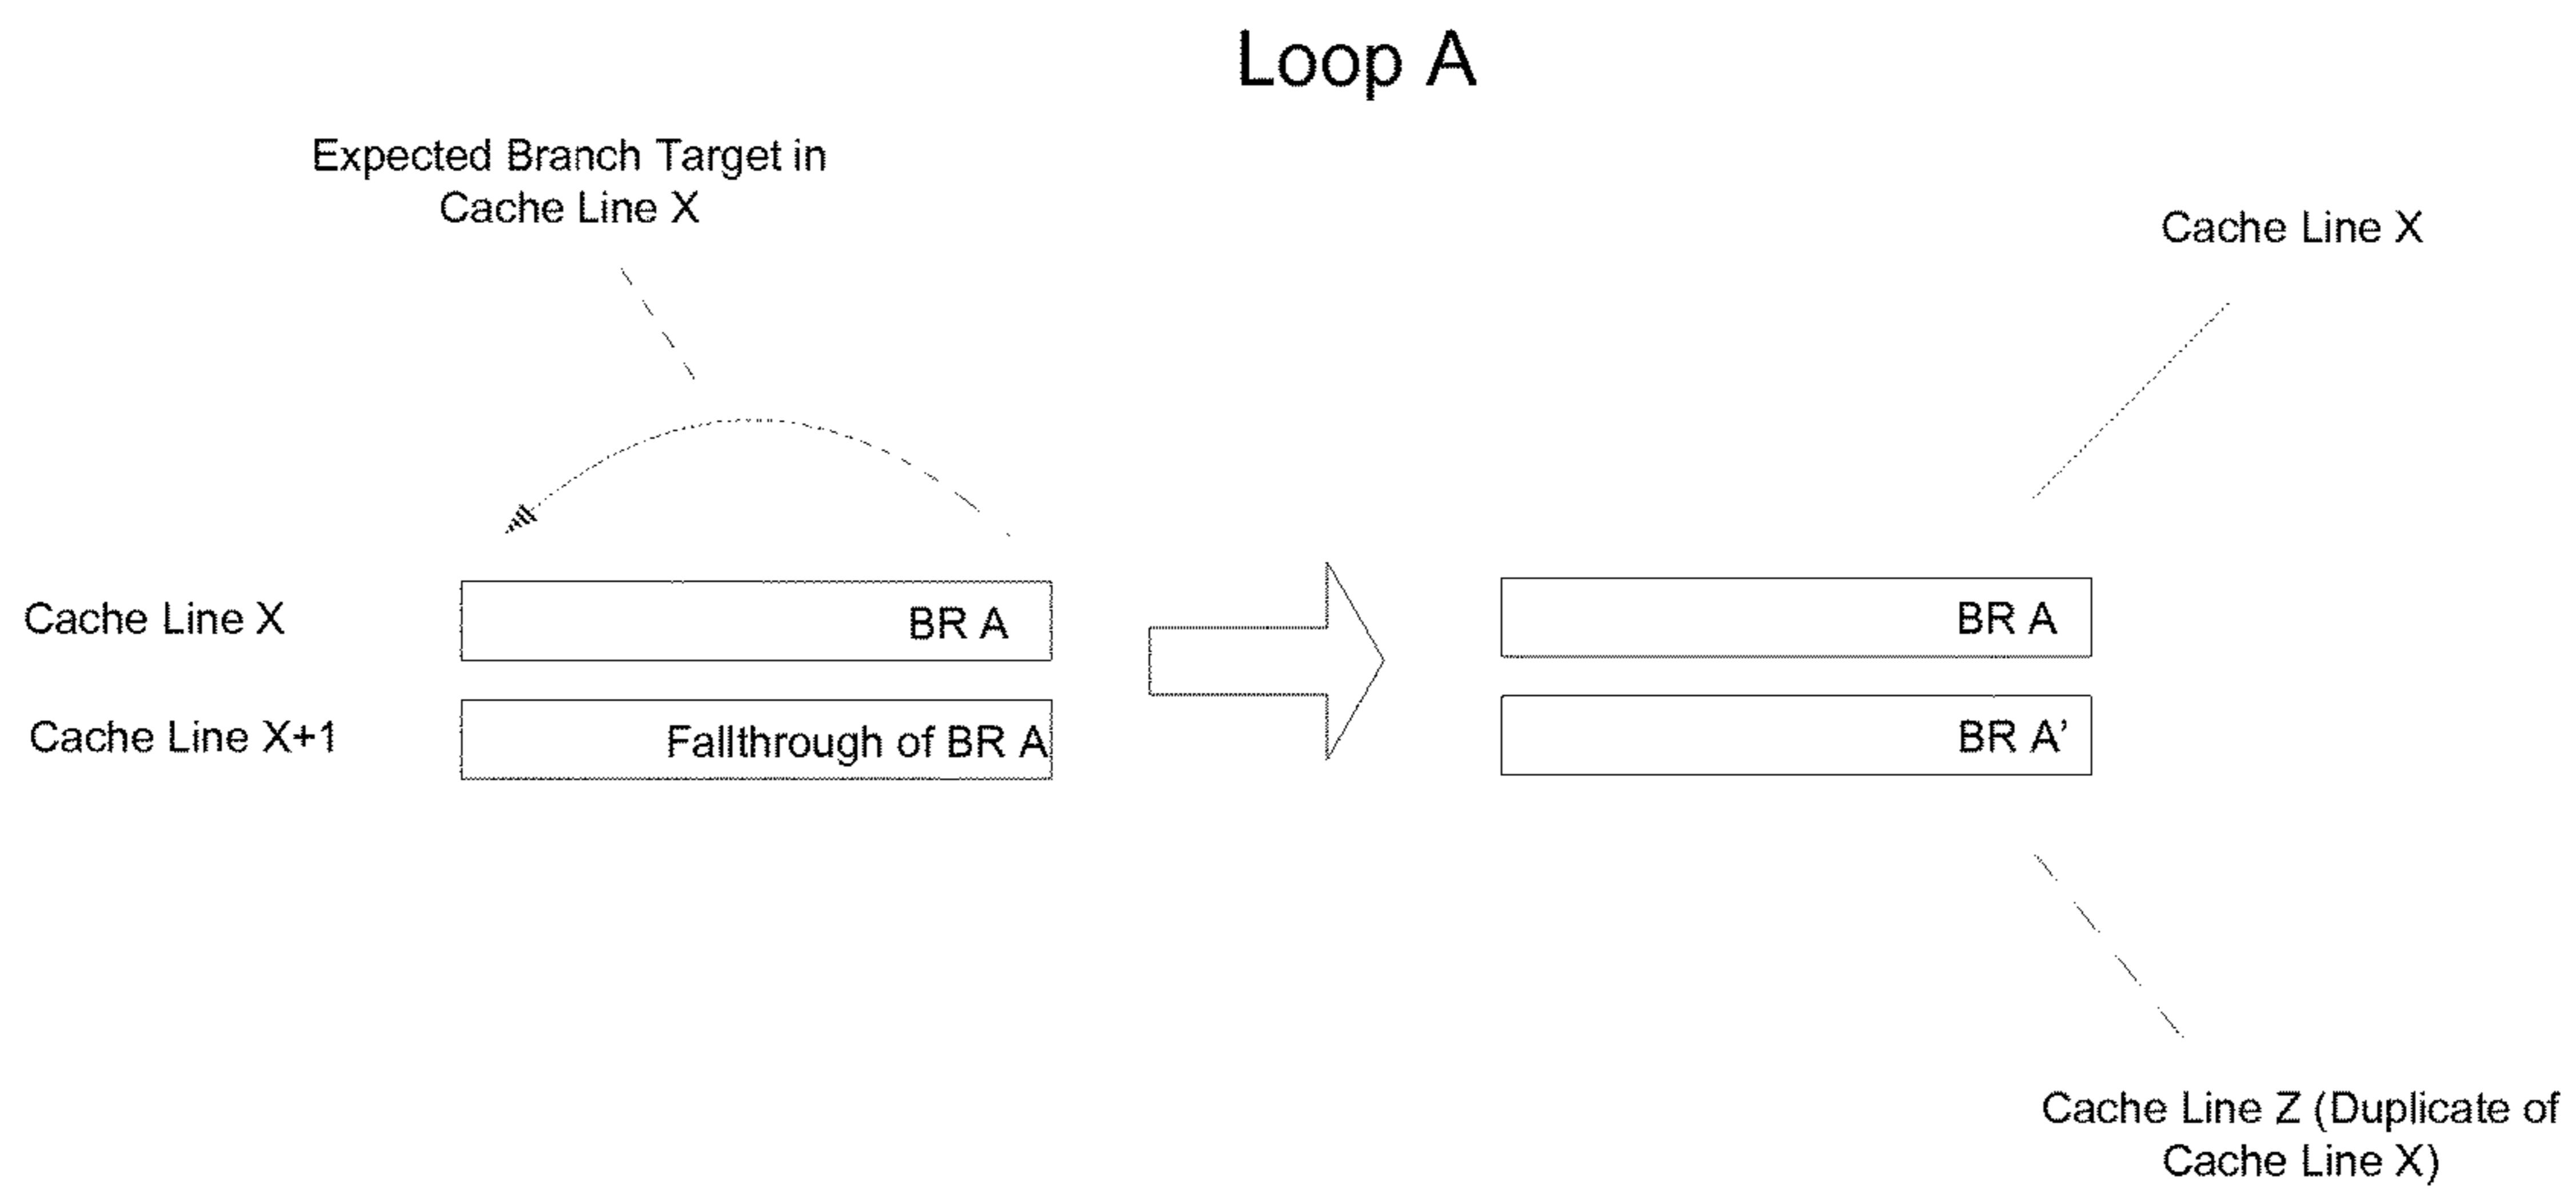 Loop A
Expected Branch Target in
Cache Line X
Cache Line X
Cache Line X
BR A
BR A
Cache Line X+1
Fallthrough of BR A
BR A’
Cache Line Z (Duplicate of
Cache Line X)